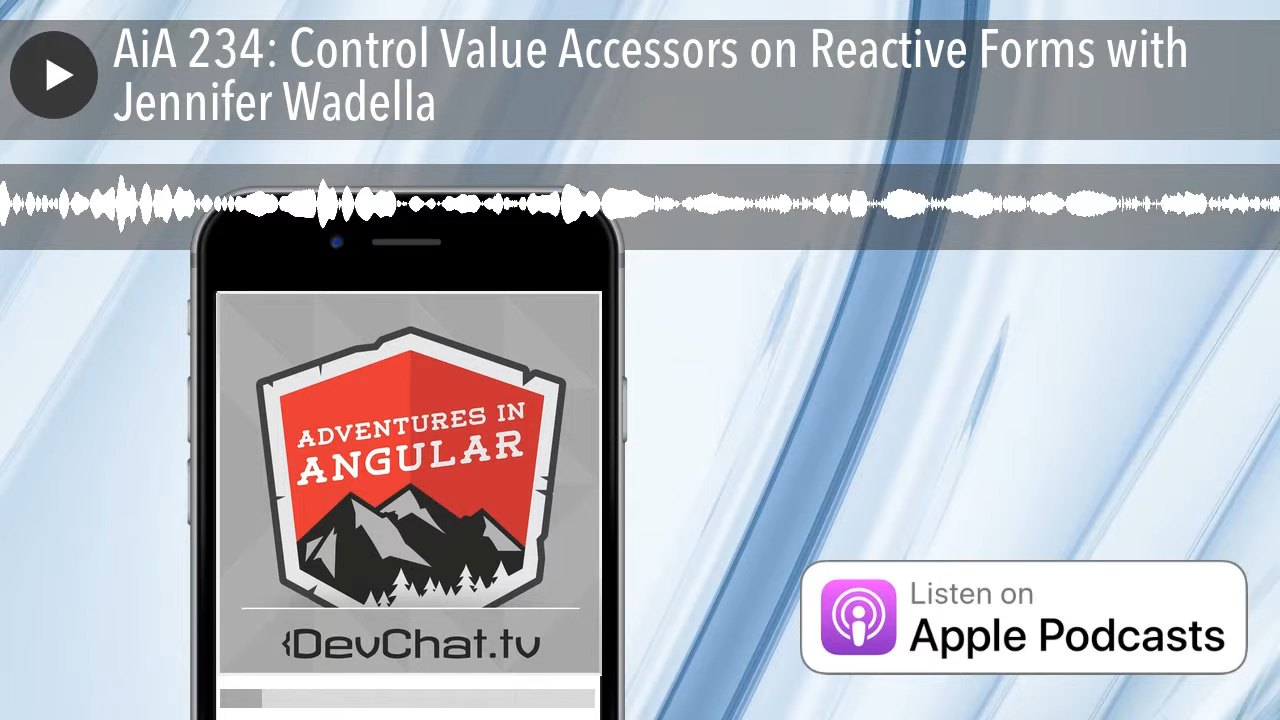 AiA 234: Control Value Accessors on Reactive Forms with
Jennifer Wadella
ADVENTURES IN
ANGULAR
{DevChat.tv
Listen on
Apple Podcasts